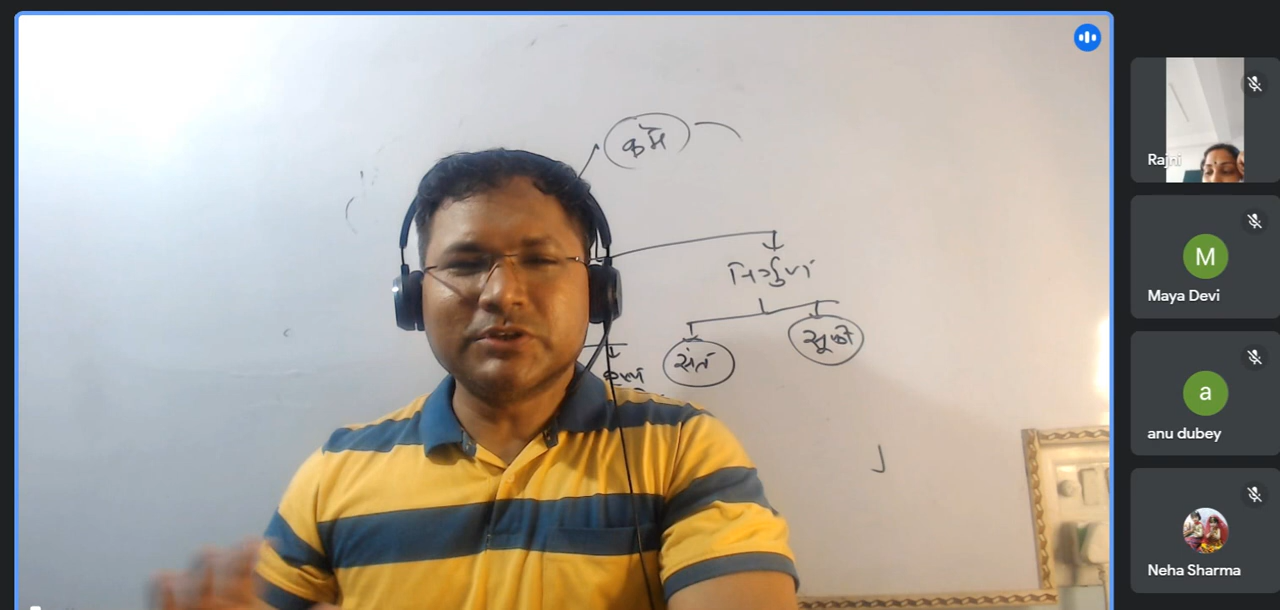 कर्म
निर्गुण
संत
सूफी
कृष्ण
Rajni
M
Maya Devi
a
anu dubey
Neha Sharma